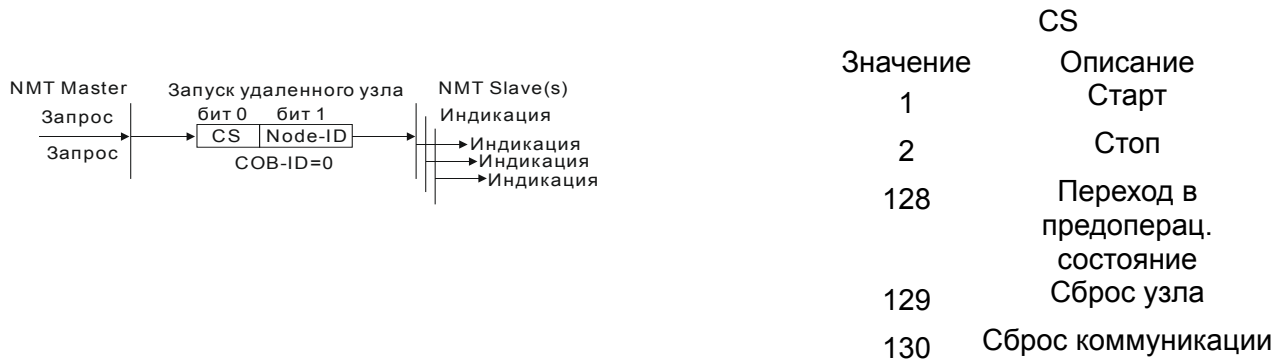 NMT Master
Запрос
Запрос
Запуск удаленного узла
бит 0 бит 1
CS Node-ID
COB-ID=0
NMT Slave(s)
Индикация
Индикация
Индикация
Индикация
CS
Значение Описание
1 Старт
2 Стоп
128 Переход в
предоперац.
состояние
129 Сброс узла
130 Сброс коммуникации